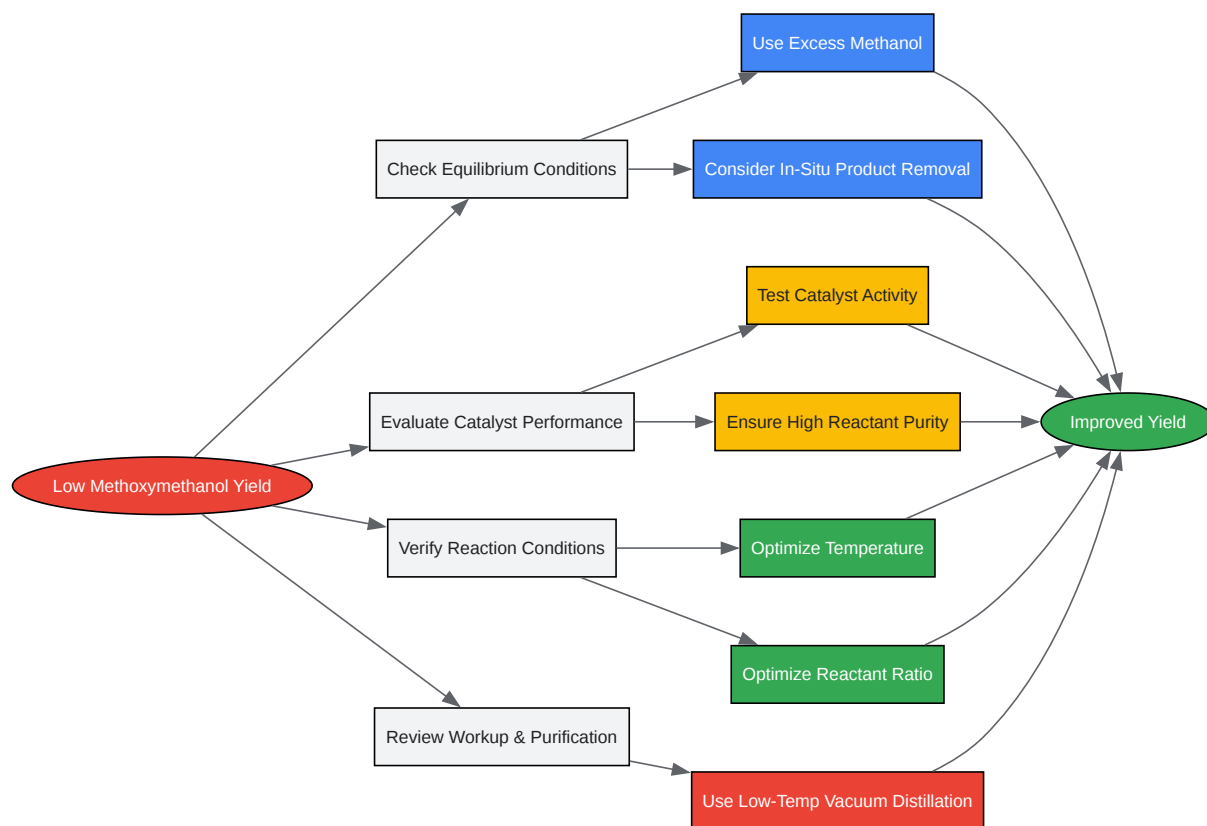 Use Excess Methanol
Check Equilibrium Conditions
Consider In-Situ Product Removal
Test Catalyst Activity
Evaluate Catalyst Performance
Ensure High Reactant Purity
Improved Yield
Low Methoxymethanol Yield
Verify Reaction Conditions
Optimize Temperature
Optimize Reactant Ratio
Review Workup & Purification
Use Low-Temp Vacuum Distillation